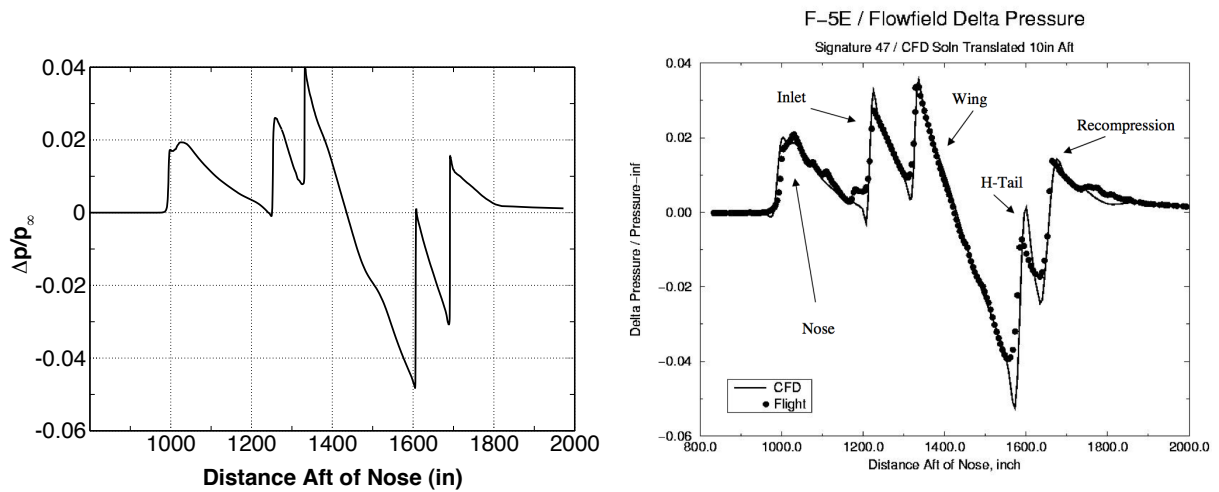 0.04
0.02
0
-0.02
-0.04
-0.06
Δp/p∞
1000
1200
1400
1600
1800
2000
Distance Aft of Nose (in)
F−5E / Flowfield Delta Pressure
Signature 47 / CFD Soln Translated 10in Aft
0.04
0.02
0.00
−0.02
−0.04
−0.06
Delta Pressure / Pressure−inf
Inlet
Wing
Recompression
H-Tail
Nose
CFD
Flight
800.0
1000.0
1200.0
1400.0
1600.0
1800.0
2000.0
Distance Aft of Nose, inch